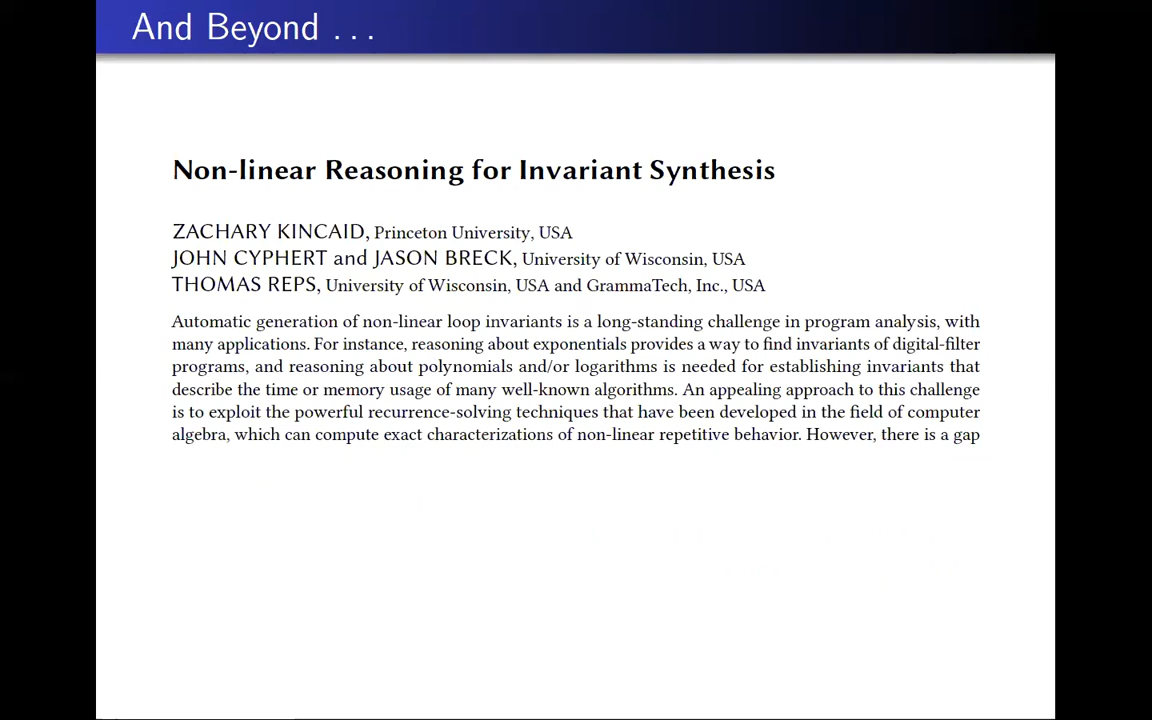 And Beyond . . .
Non-linear Reasoning for Invariant Synthesis
ZACHARY KINCAID, Princeton University, USA
JOHN CYPHERT and JASON BRECK, University of Wisconsin, USA
THOMAS REPS, University of Wisconsin, USA and GrammaTech, Inc., USA
Automatic generation of non-linear loop invariants is a long-standing challenge in program analysis, with
many applications. For instance, reasoning about exponentials provides a way to find invariants of digital-filter
programs, and reasoning about polynomials and/or logarithms is needed for establishing invariants that
describe the time or memory usage of many well-known algorithms. An appealing approach to this challenge
is to exploit the powerful recurrence-solving techniques that have been developed in the field of computer
algebra, which can compute exact characterizations of non-linear repetitive behavior. However, there is a gap